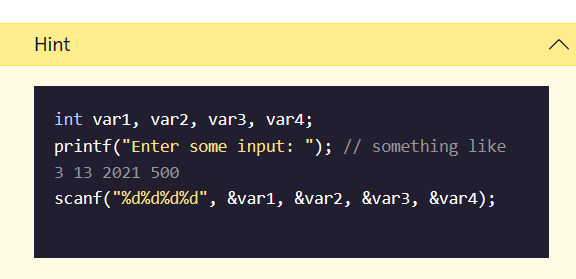 Hint
int var1, var2, var3, var4;
printf("Enter some input: "); // something like
3 13 2021 500
scanf("%d%d%d%d", &var1, &var2, &var3, &var4);